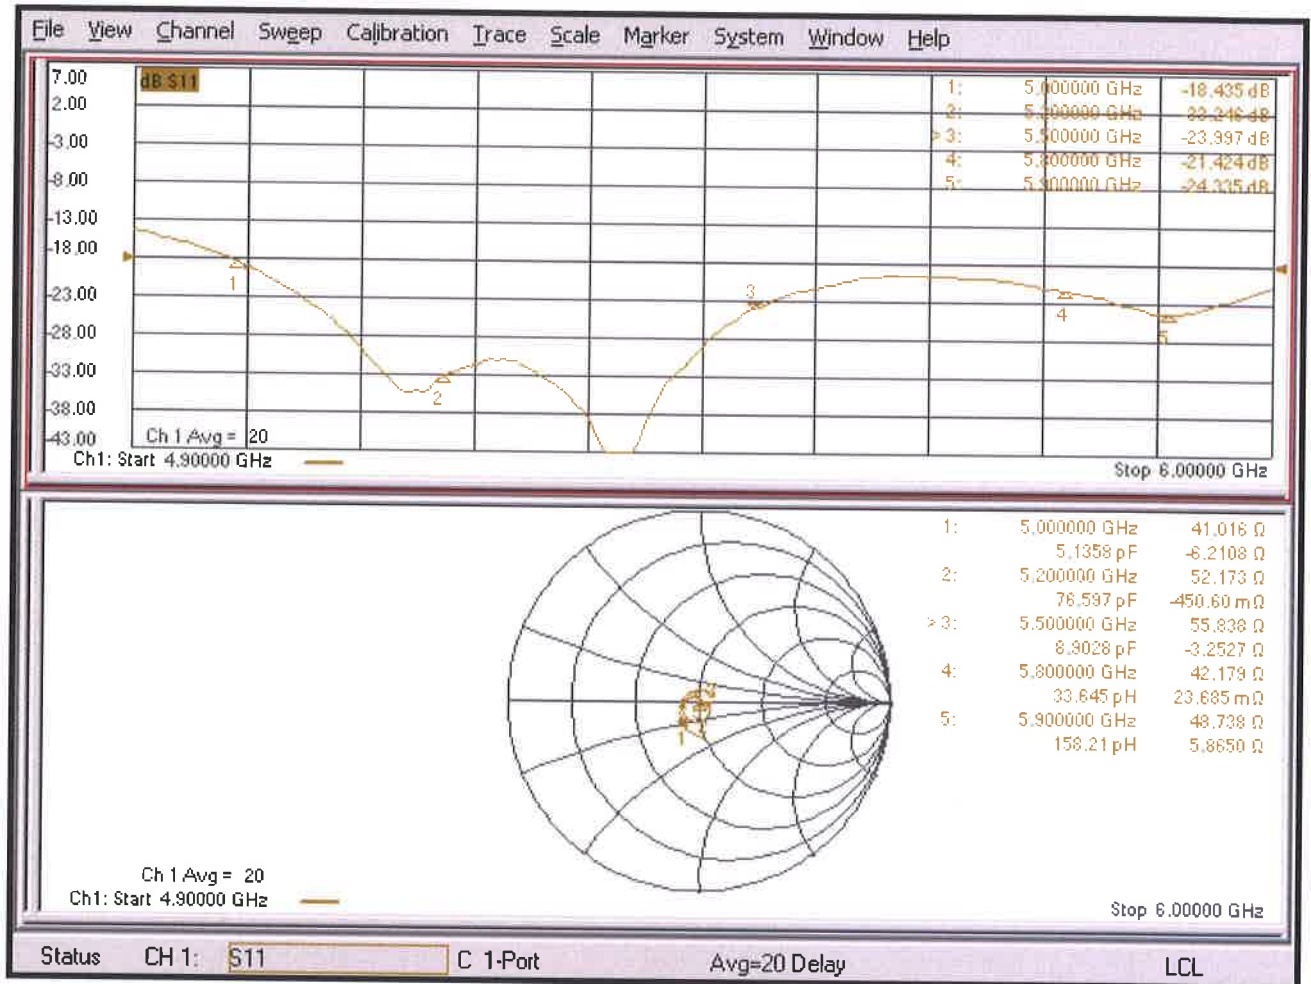 File View Channel Sweep Calibration Trace Scale Marker System Window Help
7.00
2.00
-3.00
-8.00
-13.00
-18.00
-23.00
-28.00
-33.00
-38.00
-43.00
dB S11
1: 5.000000 GHz -18.435 dB
2: 5.200000 GHz -33.246 dB
>3: 5.500000 GHz -23.997 dB
4: 5.800000 GHz -21.424 dB
5: 5.900000 GHz -24.335 dB
1
2
3
4
5
Ch 1 Avg = 20
Ch1: Start 4.90000 GHz
Stop 6.00000 GHz
1: 5.000000 GHz 41.016 Ω
5.1358 pF -6.2108 Ω
2: 5.200000 GHz 52.173 Ω
76.597 pF -450.60 mΩ
>3: 5.500000 GHz 55.838 Ω
8.9028 pF -3.2527 Ω
4: 5.800000 GHz 42.179 Ω
33.645 pH 23.685 mΩ
5: 5.900000 GHz 48.738 Ω
158.21 pH 5.8650 Ω
1
Ch 1 Avg = 20
Ch1: Start 4.90000 GHz
Stop 6.00000 GHz
Status CH 1: S11 C 1-Port Avg=20 Delay LCL